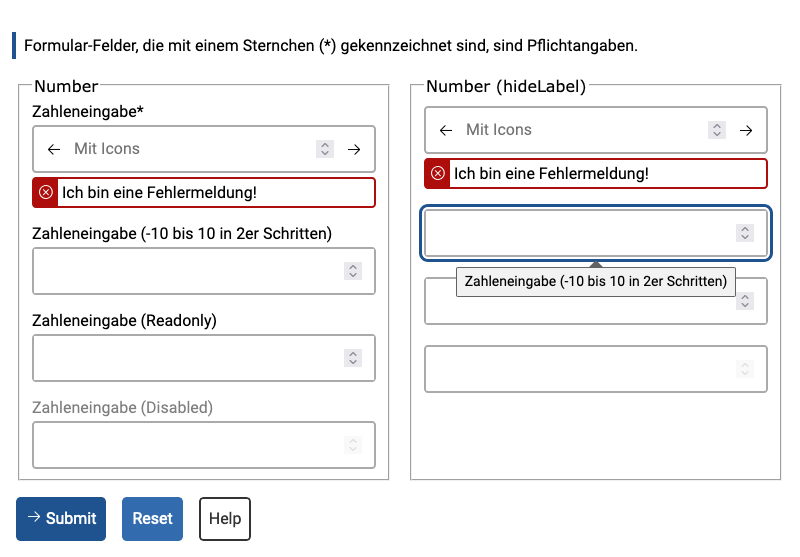 Formular-Felder, die mit einem Sternchen (*) gekennzeichnet sind, sind Pflichtangaben.
Number
Zahleneingabe*
Mit Icons
Ich bin eine Fehlermeldung!
Zahleneingabe (-10 bis 10 in 2er Schritten)
Zahleneingabe (Readonly)
Zahleneingabe (Disabled)
Number (hideLabel)
Mit Icons
Ich bin eine Fehlermeldung!
Zahleneingabe (-10 bis 10 in 2er Schritten)
Submit
Reset
Help